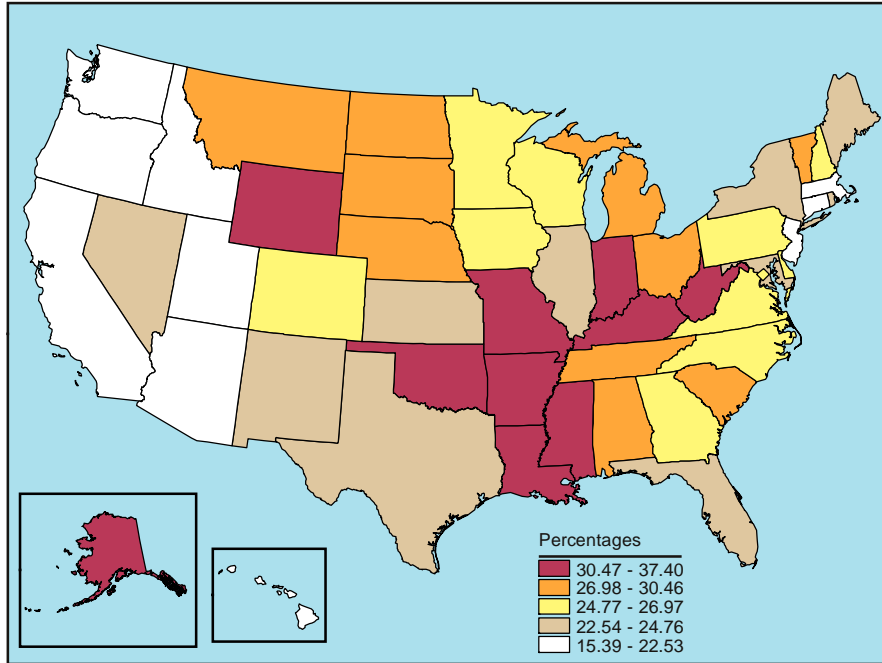 Percentages
30.47 - 37.40
26.98 - 30.46
24.77 - 26.97
22.54 - 24.76
15.39 - 22.53